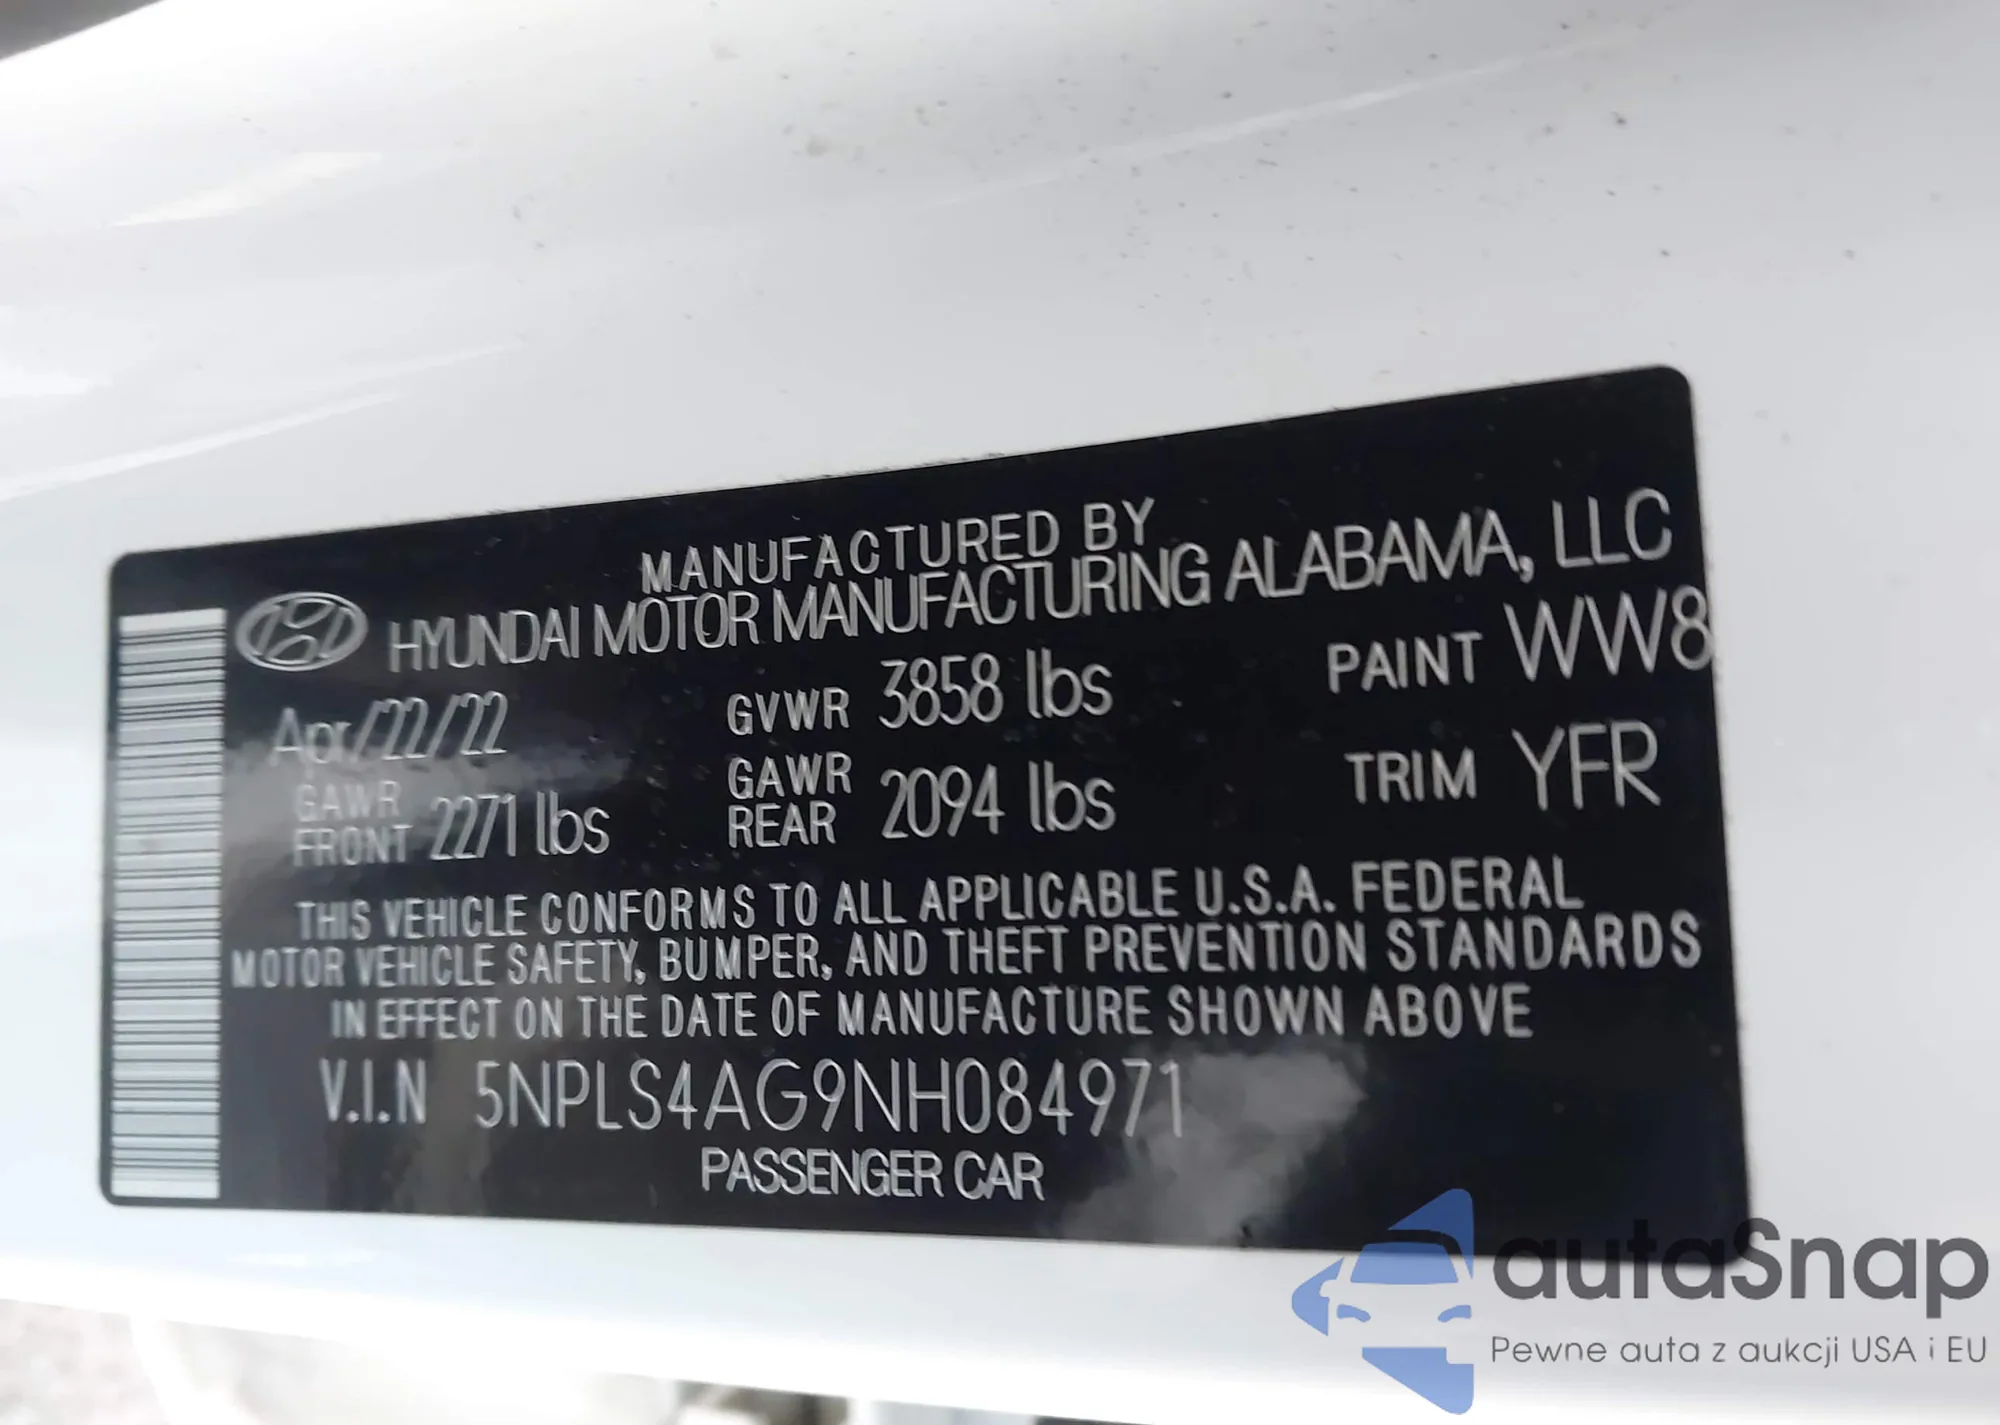 MANUFACTURED BY
HYUNDAI MOTOR MANUFACTURING ALABAMA, LLC
Apr/22/22 GVWR 3858 lbs PAINT WW8
GAWR FRONT 2271 lbs GAWR REAR 2094 lbs TRIM YFR
THIS VEHICLE CONFORMS TO ALL APPLICABLE U.S.A. FEDERAL
MOTOR VEHICLE SAFETY, BUMPER, AND THEFT PREVENTION STANDARDS
IN EFFECT ON THE DATE OF MANUFACTURE SHOWN ABOVE
V.I.N 5NPLS4AG9NH084971
PASSENGER CAR
autaSnap
Pewne auta z aukcji USA i EU